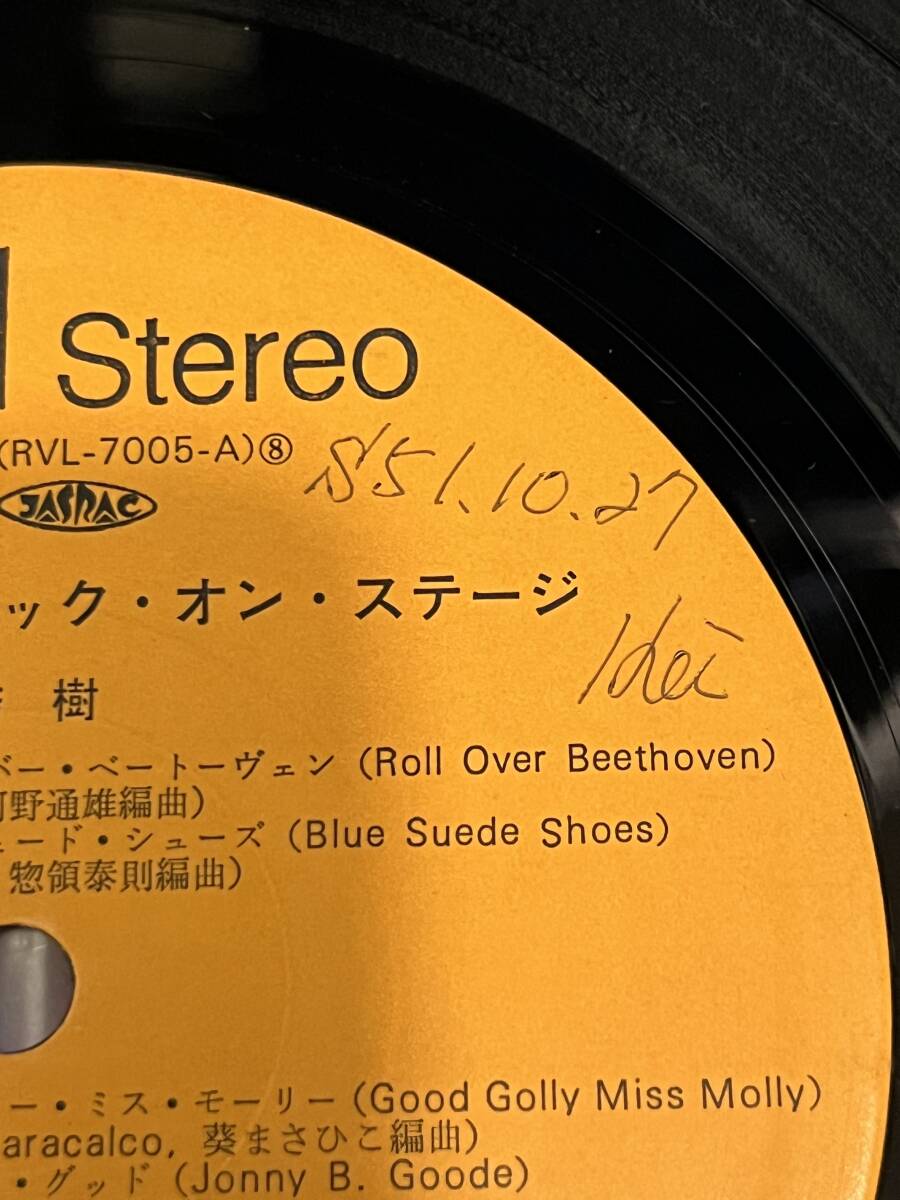 Stereo
(RVL-7005-A)⑧ S51.10.27
JASRAC
ック・オン・ステージ
Idei
樹
バー・ベートーヴェン (Roll Over Beethoven)
河野通雄編曲)
ュード・シューズ (Blue Suede Shoes)
惣領泰則編曲)
ー・ミス・モーリー (Good Golly Miss Molly)
aracalco, 葵まさひこ編曲)
・グッド (Jonny B. Goode)